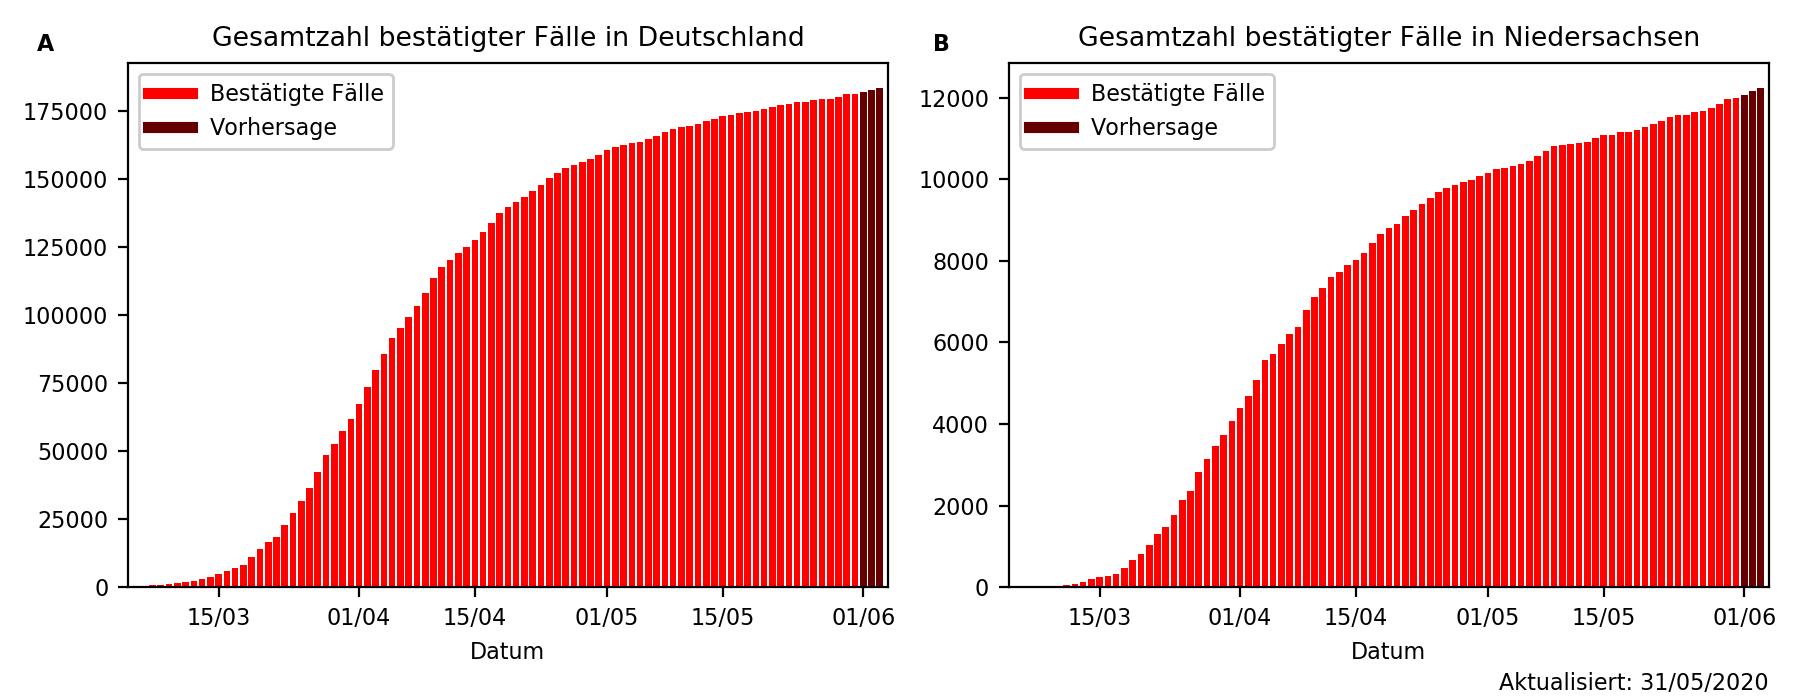 A
Gesamtzahl bestätigter Fälle in Deutschland
Bestätigte Fälle
Vorhersage
175000
150000
125000
100000
75000
50000
25000
0
15/03 01/04 15/04 01/05 15/05 01/06
Datum
B
Gesamtzahl bestätigter Fälle in Niedersachsen
Bestätigte Fälle
Vorhersage
12000
10000
8000
6000
4000
2000
0
15/03 01/04 15/04 01/05 15/05 01/06
Datum
Aktualisiert: 31/05/2020